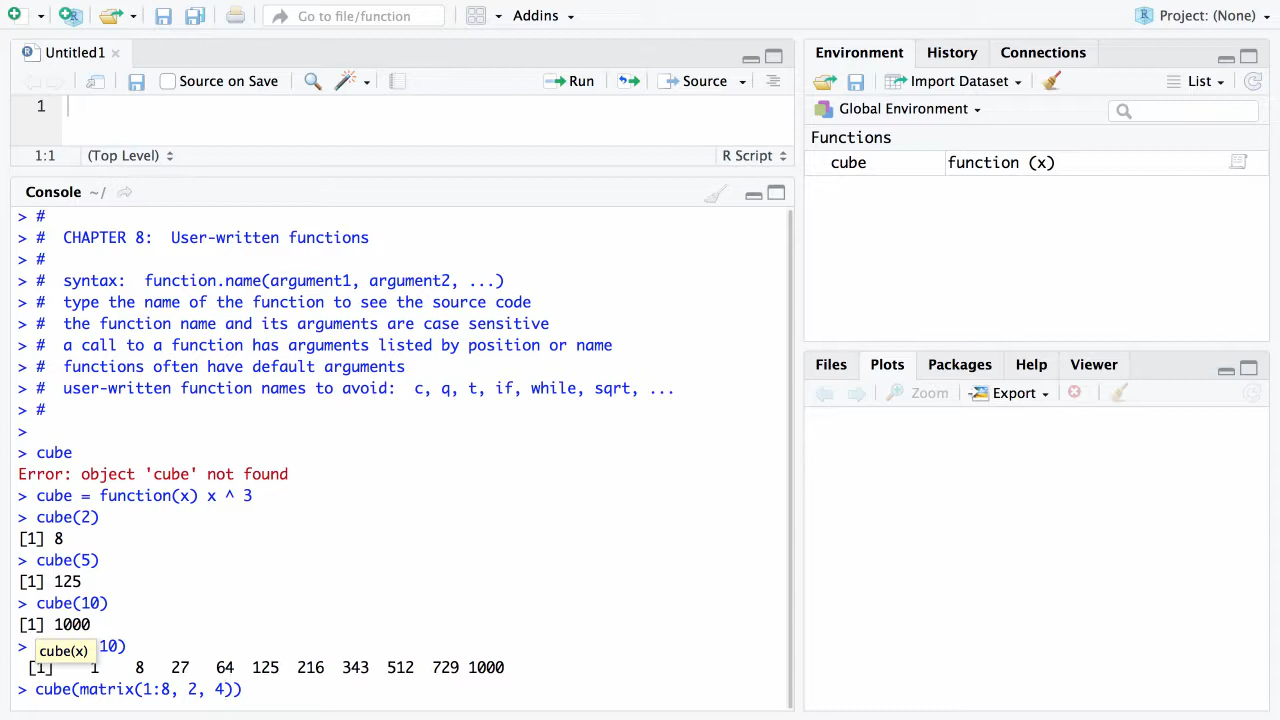 Go to file/function
Addins
Project: (None)
Untitled1
Source on Save
Run
Source
1
1:1
(Top Level)
R Script
Console ~/
> #
> #  CHAPTER 8:  User-written functions
> #
> #  syntax:  function.name(argument1, argument2, ...)
> #  type the name of the function to see the source code
> #  the function name and its arguments are case sensitive
> #  a call to a function has arguments listed by position or name
> #  functions often have default arguments
> #  user-written function names to avoid:  c, q, t, if, while, sqrt, ...
> #
>
> cube
Error: object 'cube' not found
> cube = function(x) x ^ 3
> cube(2)
[1] 8
> cube(5)
[1] 125
> cube(10)
[1] 1000
> 10)
cube(x)
[1] 1 8 27 64 125 216 343 512 729 1000
> cube(matrix(1:8, 2, 4))
Environment
History
Connections
Import Dataset
List
Global Environment
Functions
cube function (x)
Files
Plots
Packages
Help
Viewer
Zoom
Export